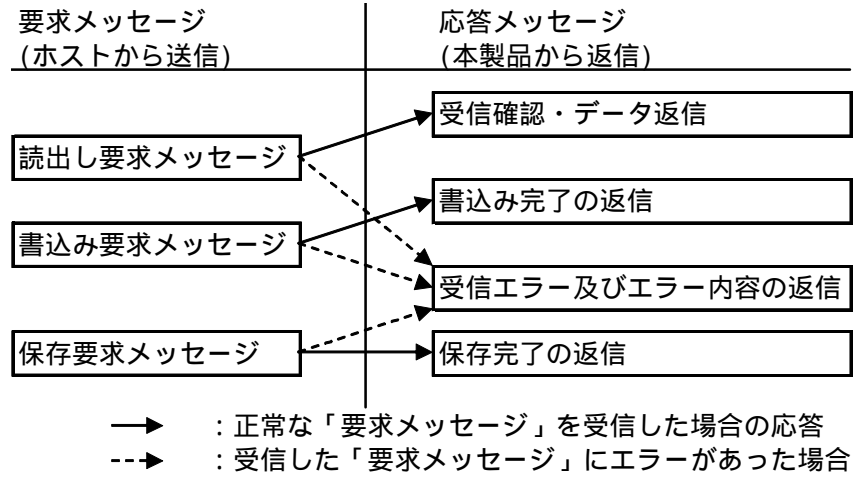 要求メッセージ
(ホストから送信)
応答メッセージ
(本製品から返信)
読出し要求メッセージ
書込み要求メッセージ
保存要求メッセージ
受信確認・データ返信
書込み完了の返信
受信エラー及びエラー内容の返信
保存完了の返信
：正常な「要求メッセージ」を受信した場合の応答
：受信した「要求メッセージ」にエラーがあった場合